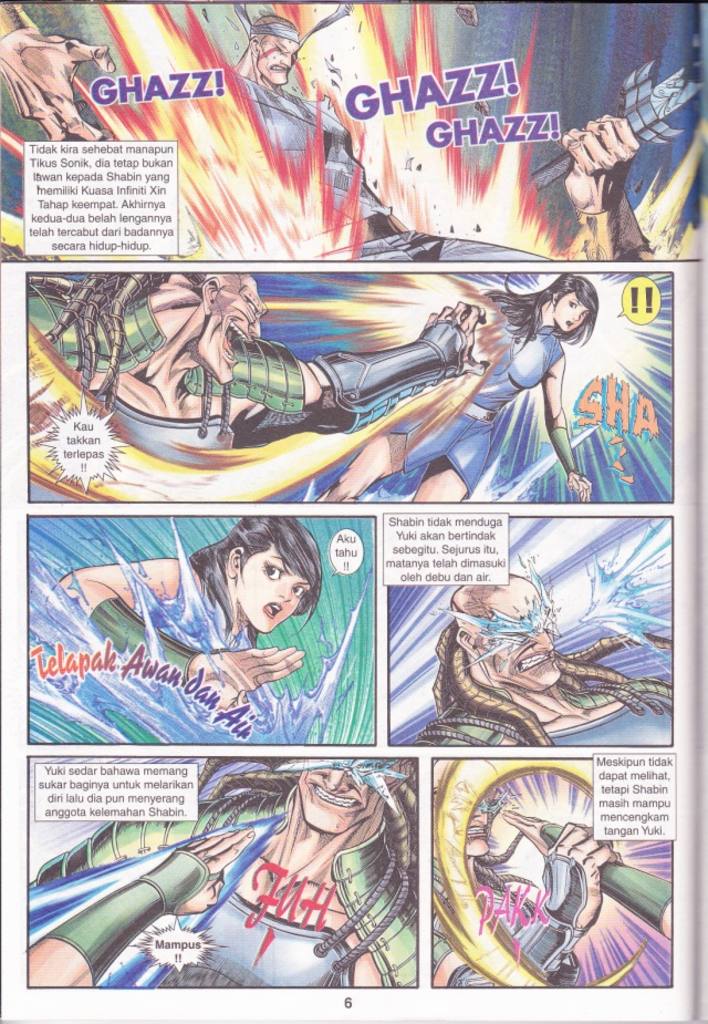 GHAZZ!
GHAZZ!
GHAZZ!
Tidak kira sehebat manapun
Tikus Sonik, dia tetap bukan
lawan kepada Shabin yang
memiliki Kuasa Infiniti Xin
Tahap keempat. Akhirnya
kedua-dua belah lengannya
telah tercabut dari badannya
secara hidup-hidup.
!!
Kau
takkan
terlepas
!!
SHA
Aku
tahu
!!
Telapak Awan dan Air
Shabin tidak menduga
Yuki akan bertindak
sebegitu. Sejurus itu,
matanya telah dimasuki
oleh debu dan air.
Yuki sedar bahawa memang
sukar baginya untuk melarikan
diri lalu dia pun menyerang
anggota kelemahan Shabin.
FUH
Mampus
!!
Meskipun tidak
dapat melihat,
tetapi Shabin
masih mampu
mencengkam
tangan Yuki.
PAKK
6